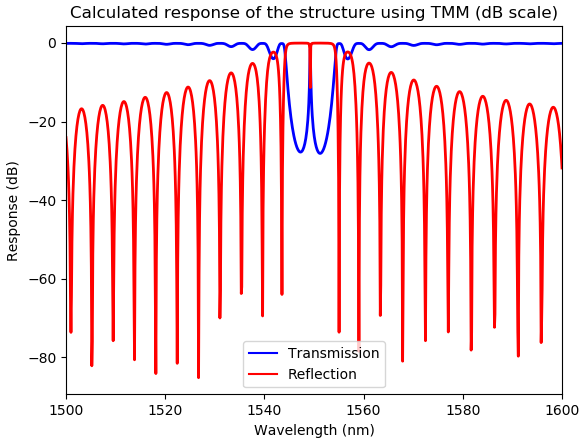 Calculated response of the structure using TMM (dB scale)
0
−20
−40
−60
−80
Response (dB)
Transmission
Reflection
1500 1520 1540 1560 1580 1600
Wavelength (nm)